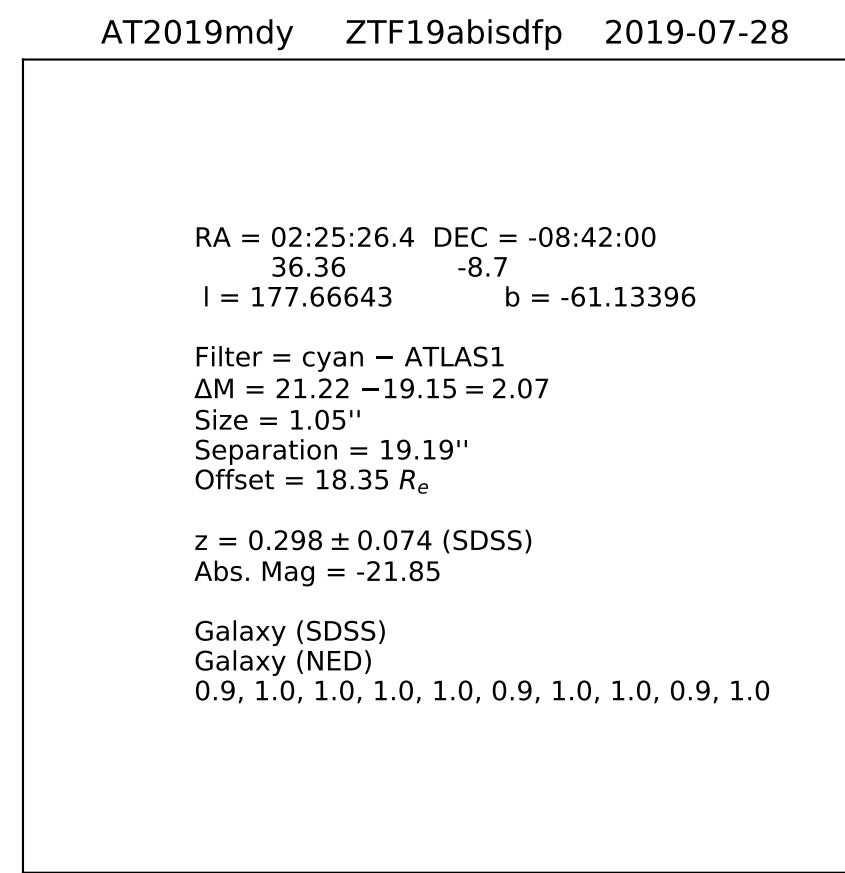 AT2019mdy ZTF19abisdfp 2019-07-28
RA = 02:25:26.4 DEC = -08:42:00
36.36 -8.7
l = 177.66643 b = -61.13396
Filter = cyan − ATLAS1
ΔM = 21.22 −19.15 = 2.07
Size = 1.05''
Separation = 19.19''
Offset = 18.35 Rₑ
z = 0.298 ± 0.074 (SDSS)
Abs. Mag = -21.85
Galaxy (SDSS)
Galaxy (NED)
0.9, 1.0, 1.0, 1.0, 1.0, 0.9, 1.0, 1.0, 0.9, 1.0